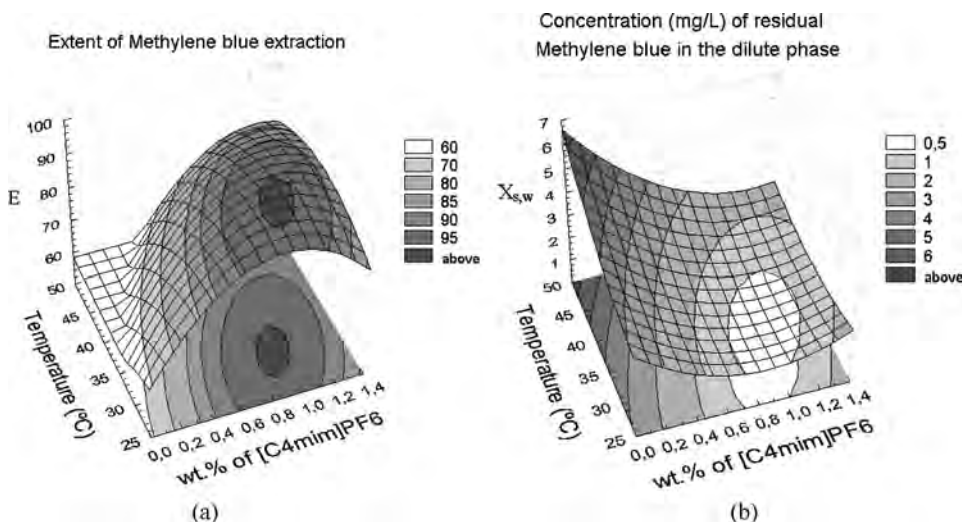 Extent of Methylene blue extraction
E
100
90
80
70
60
50
50
45
40
35
30
25
Temperature (ºC)
0,0 0,2 0,4 0,6 0,8 1,0 1,2 1,4
wt.% of [C4mim]PF6
60
70
80
85
90
95
above
(a)
Concentration (mg/L) of residual
Methylene blue in the dilute phase
Xs,w
7
6
5
4
3
2
1
50
45
40
35
30
25
Temperature (ºC)
0,0 0,2 0,4 0,6 0,8 1,0 1,2 1,4
wt.% of [C4mim]PF6
0,5
1
2
3
4
5
6
above
(b)